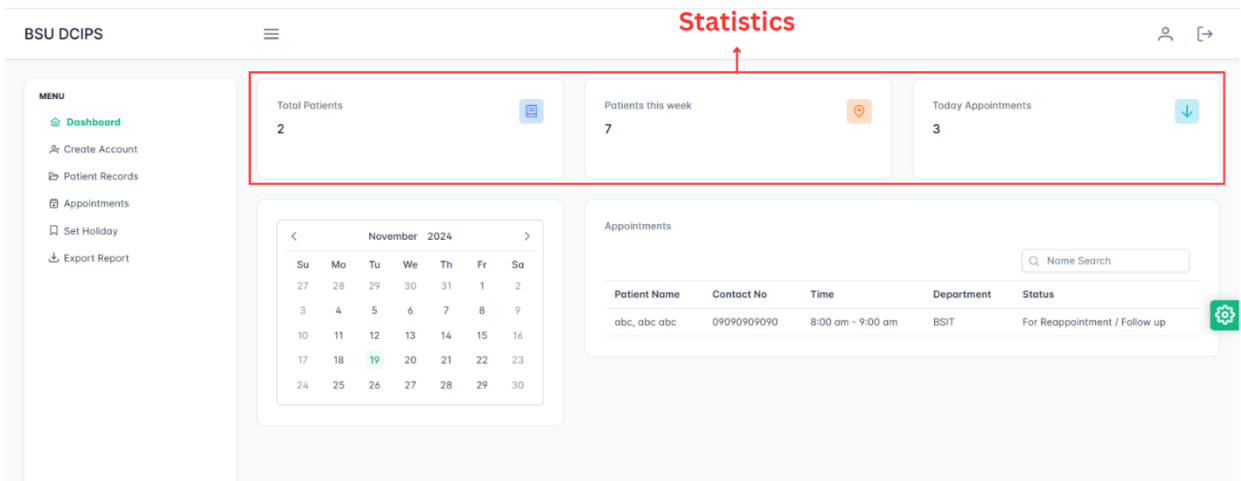 Statistics
BSU DCIPS
MENU
Dashboard
Create Account
Patient Records
Appointments
Set Holiday
Export Report
Total Patients
2
Patients this week
7
Today Appointments
3
November 2024
Su Mo Tu We Th Fr Sa
27 28 29 30 31 1 2
3 4 5 6 7 8 9
10 11 12 13 14 15 16
17 18 19 20 21 22 23
24 25 26 27 28 29 30
Appointments
Name Search
Patient Name Contact No Time Department Status
abc, abc abc 09090909090 8:00 am - 9:00 am BSIT For Reappointment / Follow up